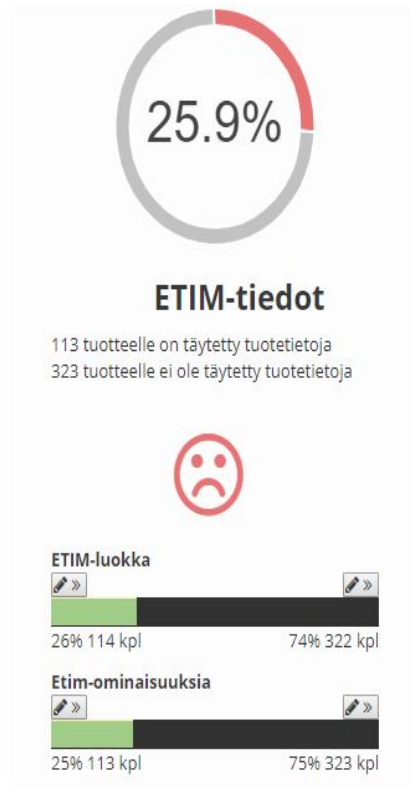 25.9%
ETIM-tiedot
113 tuotteelle on täytetty tuotetietoja
323 tuotteelle ei ole täytetty tuotetietoja
ETIM-luokka
26% 114 kpl 74% 322 kpl
Etim-ominaisuuksia
25% 113 kpl 75% 323 kpl